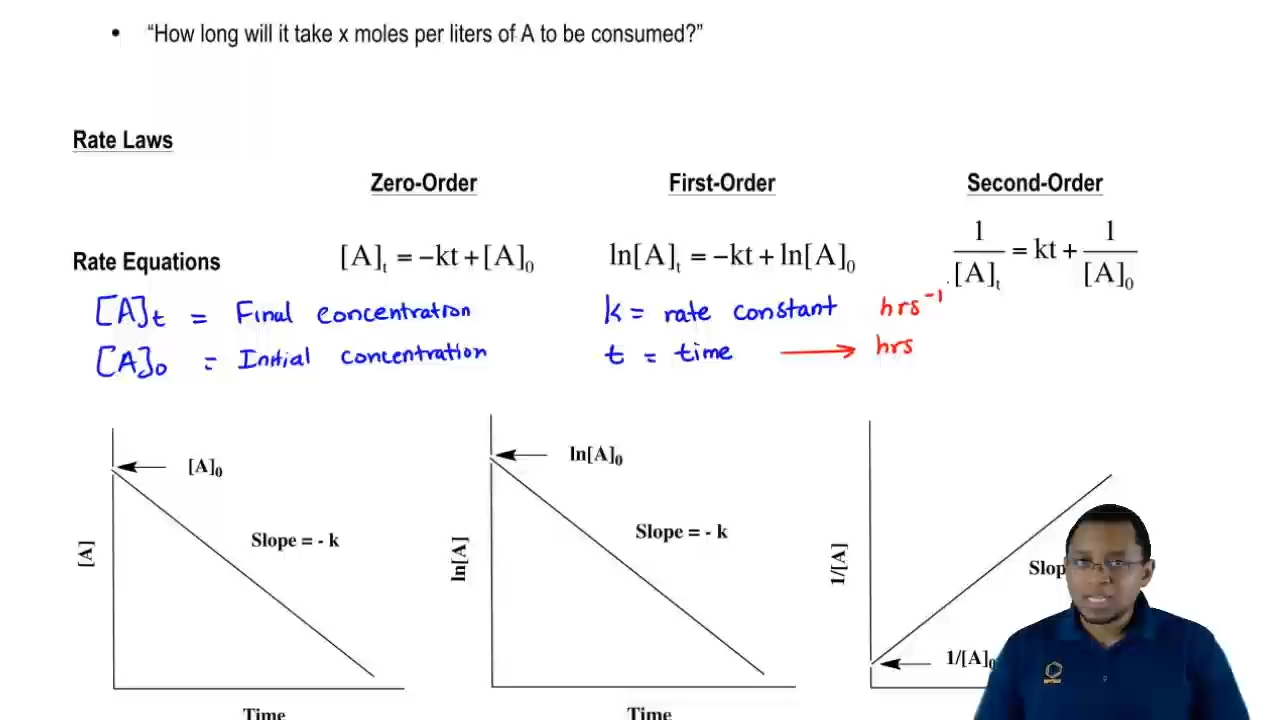 • “How long will it take x moles per liters of A to be consumed?”
Rate Laws
Zero-Order First-Order Second-Order
Rate Equations [A]t = −kt + [A]0 ln[A]t = −kt + ln[A]0 1/[A]t = kt + 1/[A]0
[A]t = Final concentration k = rate constant hrs⁻¹
[A]0 = Initial concentration t = time → hrs
[A]0
ln[A]0
Slope = - k
Slope = - k
Slop
[A]
ln[A]
1/[A]
1/[A]0
Time
Time